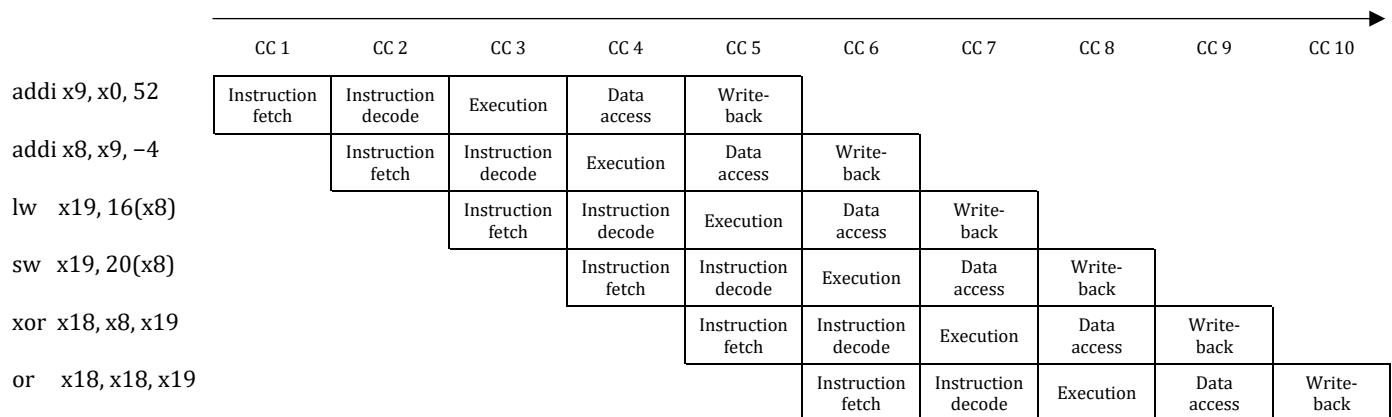 CC 1 CC 2 CC 3 CC 4 CC 5 CC 6 CC 7 CC 8 CC 9 CC 10
addi x9, x0, 52 Instruction fetch Instruction decode Execution Data access Write-back
addi x8, x9, –4 Instruction fetch Instruction decode Execution Data access Write-back
lw x19, 16(x8) Instruction fetch Instruction decode Execution Data access Write-back
sw x19, 20(x8) Instruction fetch Instruction decode Execution Data access Write-back
xor x18, x8, x19 Instruction fetch Instruction decode Execution Data access Write-back
or x18, x18, x19 Instruction fetch Instruction decode Execution Data access Write-back